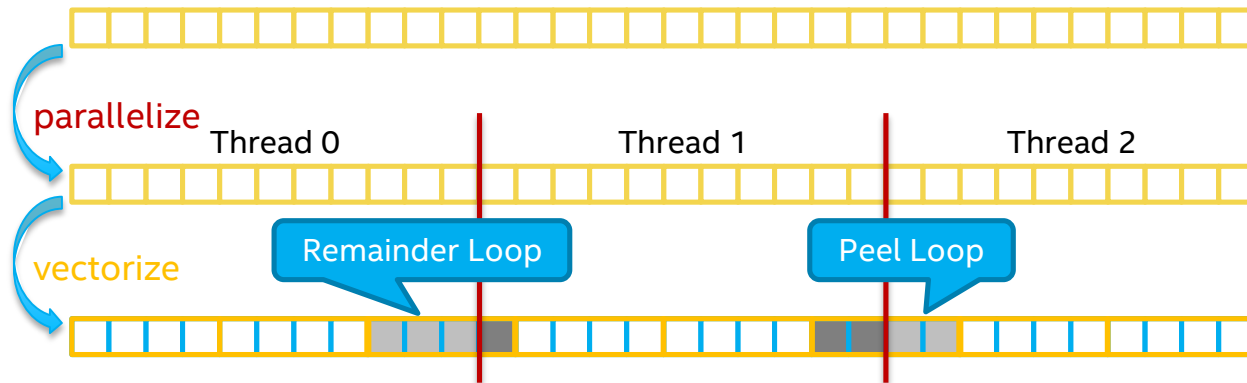 parallelize
Thread 0
Thread 1
Thread 2
Remainder Loop
Peel Loop
vectorize